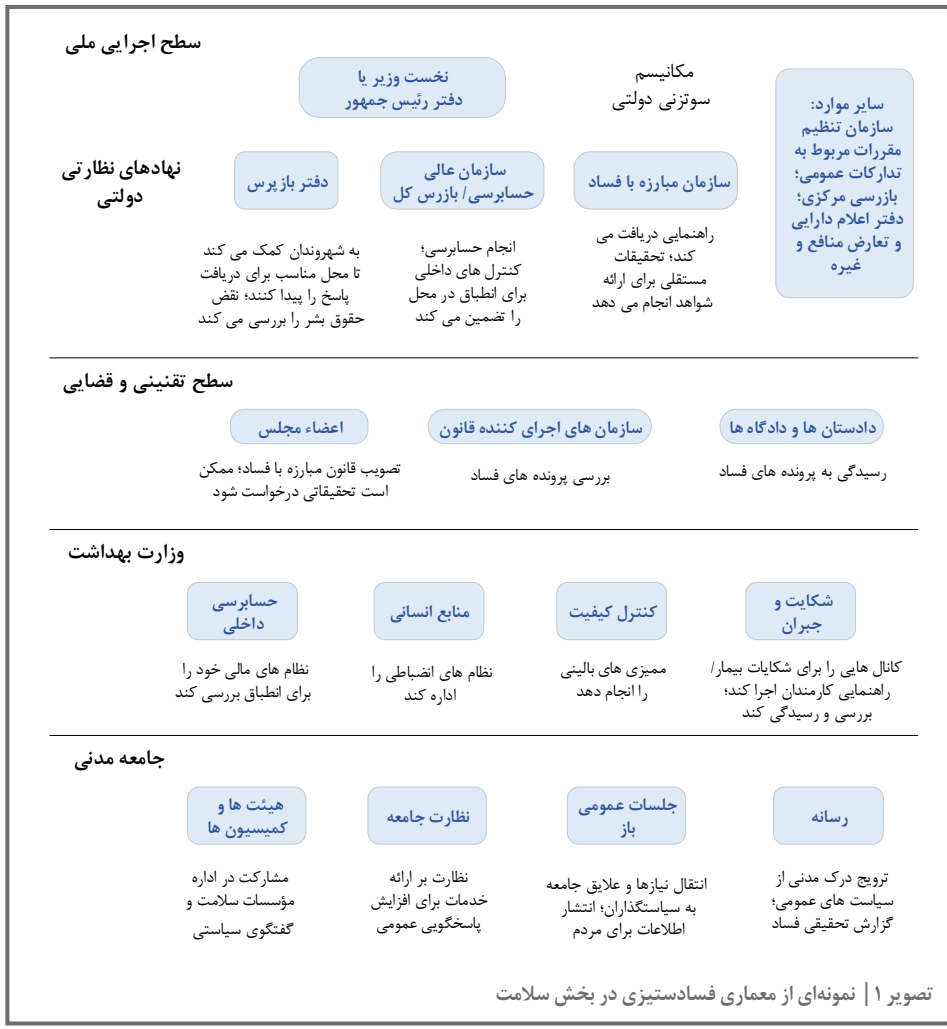 سطح اجرایی ملی
نخست وزیر یا
دفتر رئیس جمهور
مکانیسم
سوتزنی دولتی
سایر موارد:
سازمان تنظیم
مقررات مربوط به
تدارکات عمومی؛
بازرسی مرکزی؛
دفتر اعلام دارایی
و تعارض منافع و
غیره
نهادهای نظارتی
دولتی
سازمان مبارزه با فساد
راهنمایی دریافت می
کند؛ تحقیقات
مستقلی برای ارائه
شواهد انجام می دهد
سازمان عالی
حسابرسی/ بازرس کل
انجام حسابرسی؛
کنترل های داخلی
برای انطباق در محل
را تضمین می کند
دفتر بازپرس
به شهروندان کمک می کند
تا محل مناسب برای دریافت
پاسخ را پیدا کنند؛ نقض
حقوق بشر را بررسی می کند
سطح تقنینی و قضایی
دادستان ها و دادگاه ها
رسیدگی به پرونده های فساد
سازمان های اجرای کننده قانون
بررسی پرونده های فساد
اعضاء مجلس
تصویب قانون مبارزه با فساد؛ ممکن
است تحقیقاتی درخواست شود
وزارت بهداشت
شکایت و
جبران
کانال هایی را برای شکایات بیمار/
راهنمایی کارمندان اجرا کند؛
بررسی و رسیدگی کند
کنترل کیفیت
ممیزی های بالینی
را انجام دهد
منابع انسانی
نظام های انضباطی را
اداره کند
حسابرسی
داخلی
نظام های مالی خود را
برای انطباق بررسی کند
جامعه مدنی
رسانه
ترویج درک مدنی از
سیاست های عمومی؛
گزارش تحقیقی فساد
جلسات عمومی
باز
انتقال نیازها و علایق جامعه
به سیاستگذاران؛ انتشار
اطلاعات برای مردم
نظارت جامعه
نظارت بر ارائه
خدمات برای افزایش
پاسخگویی عمومی
هیئت ها و
کمیسیون ها
مشارکت در اداره
مؤسسات سلامت و
گفتگوی سیاستی
تصویر ۱ | نمونه‌ای از معماری فسادستیزی در بخش سلامت